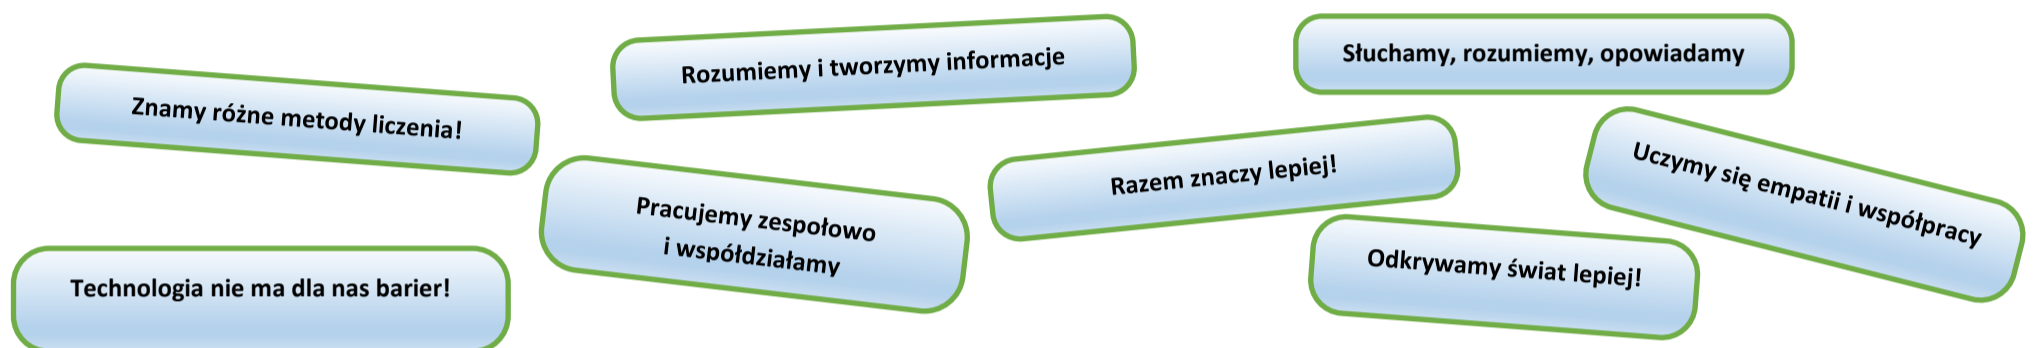 Znamy różne metody liczenia!
Rozumiemy i tworzymy informacje
Słuchamy, rozumiemy, opowiadamy
Technologia nie ma dla nas barier!
Pracujemy zespołowo
i współdziałamy
Razem znaczy lepiej!
Uczymy się empatii i współpracy
Odkrywamy świat lepiej!